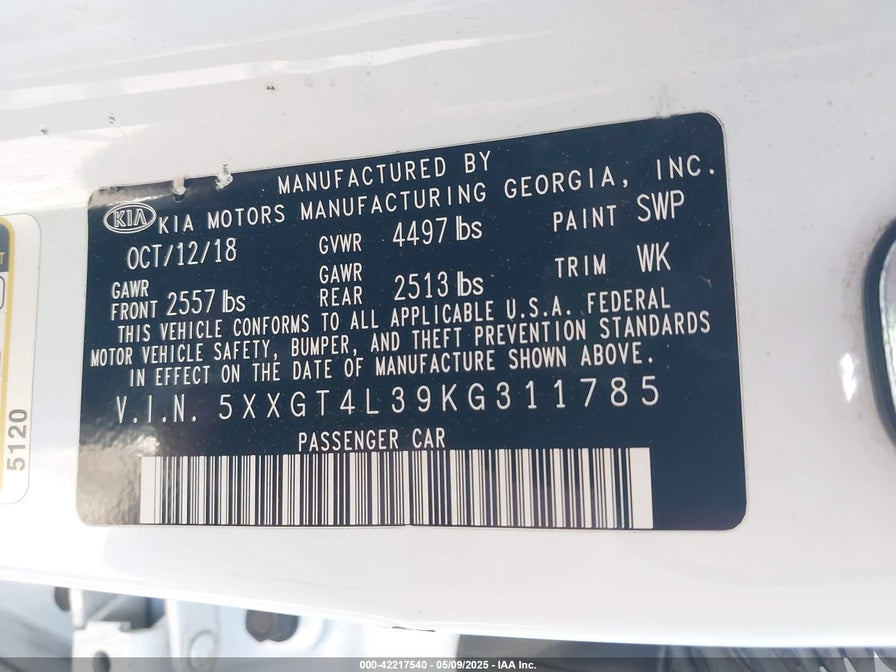 MANUFACTURED BY
KIA KIA MOTORS MANUFACTURING GEORGIA, INC.
OCT/12/18 GVWR 4497 lbs PAINT SWP
GAWR FRONT 2557 lbs GAWR REAR 2513 lbs TRIM WK
THIS VEHICLE CONFORMS TO ALL APPLICABLE U.S.A. FEDERAL
MOTOR VEHICLE SAFETY, BUMPER, AND THEFT PREVENTION STANDARDS
IN EFFECT ON THE DATE OF MANUFACTURE SHOWN ABOVE.
V.I.N. 5XXGT4L39KG311785
PASSENGER CAR
5120
000-42217540 - 05/09/2025 - IAA Inc.